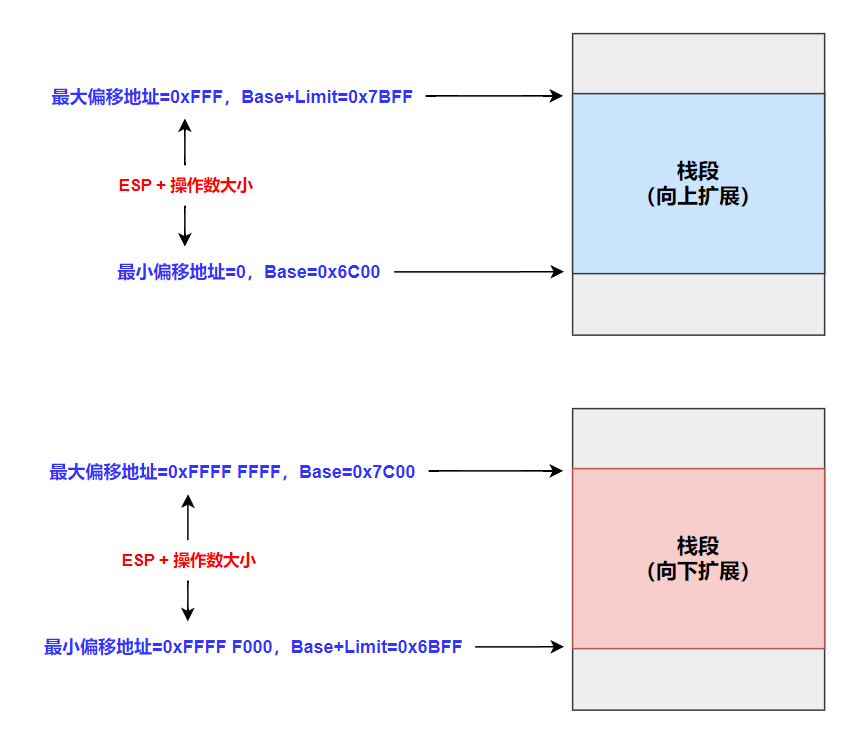 最大偏移地址=0xFFF，Base+Limit=0x7BFF
ESP + 操作数大小
最小偏移地址=0，Base=0x6C00
栈段
（向上扩展）
最大偏移地址=0xFFFF FFFF，Base=0x7C00
ESP + 操作数大小
最小偏移地址=0xFFFF F000，Base+Limit=0x6BFF
栈段
（向下扩展）